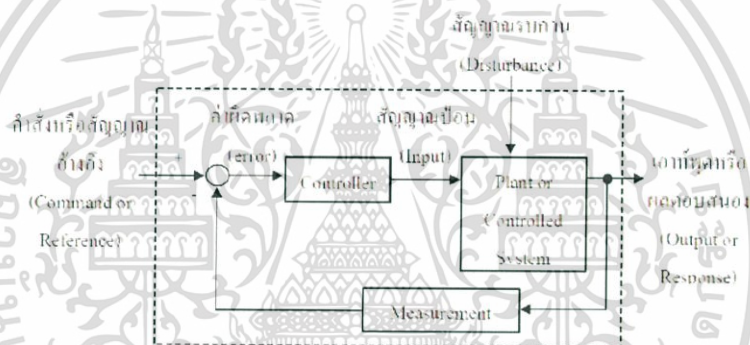 สัญญาณรบกวน
(Disturbance)
คำสั่งหรือสัญญาณ
อ้างอิง
(Command or
Reference)
+
-
ค่าผิดพลาด
(error)
Controller
สัญญาณป้อน
(Input)
Plant or
Controlled
System
Measurement
เอาท์พุตหรือ
ผลตอบสนอง
(Output or
Response)